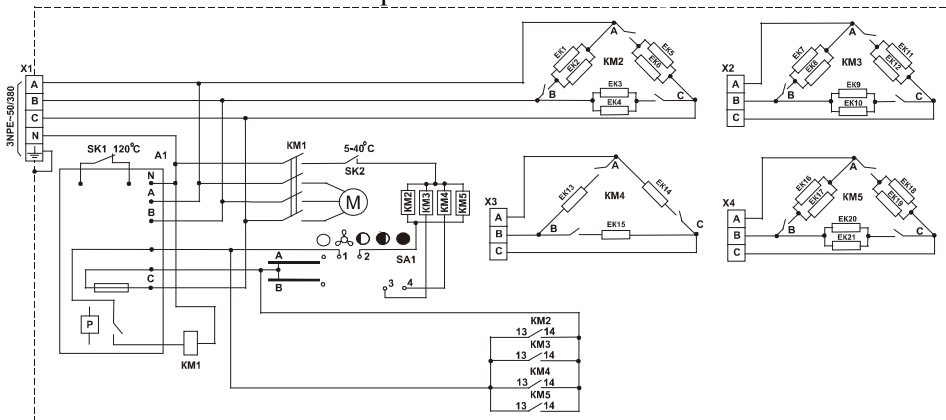 X1
3NPE~50/380
A
B
C
N
SK1 120°C
A1
N
A
B
C
P
KM1
KM1
5-40°C
SK2
M
KM2
KM3
KM4
KM5
1
2
SA1
A
B
3
4
A
EK1
EK2
KM2
EK5
EK6
EK3
EK4
B
C
X2
A
B
C
A
EK7
EK8
KM3
EK11
EK12
EK9
EK10
B
C
X3
A
B
C
A
EK13
KM4
EK14
EK15
B
C
X4
A
B
C
A
EK16
EK17
KM5
EK18
EK19
EK20
EK21
B
C
KM2
13 14
KM3
13 14
KM4
13 14
KM5
13 14